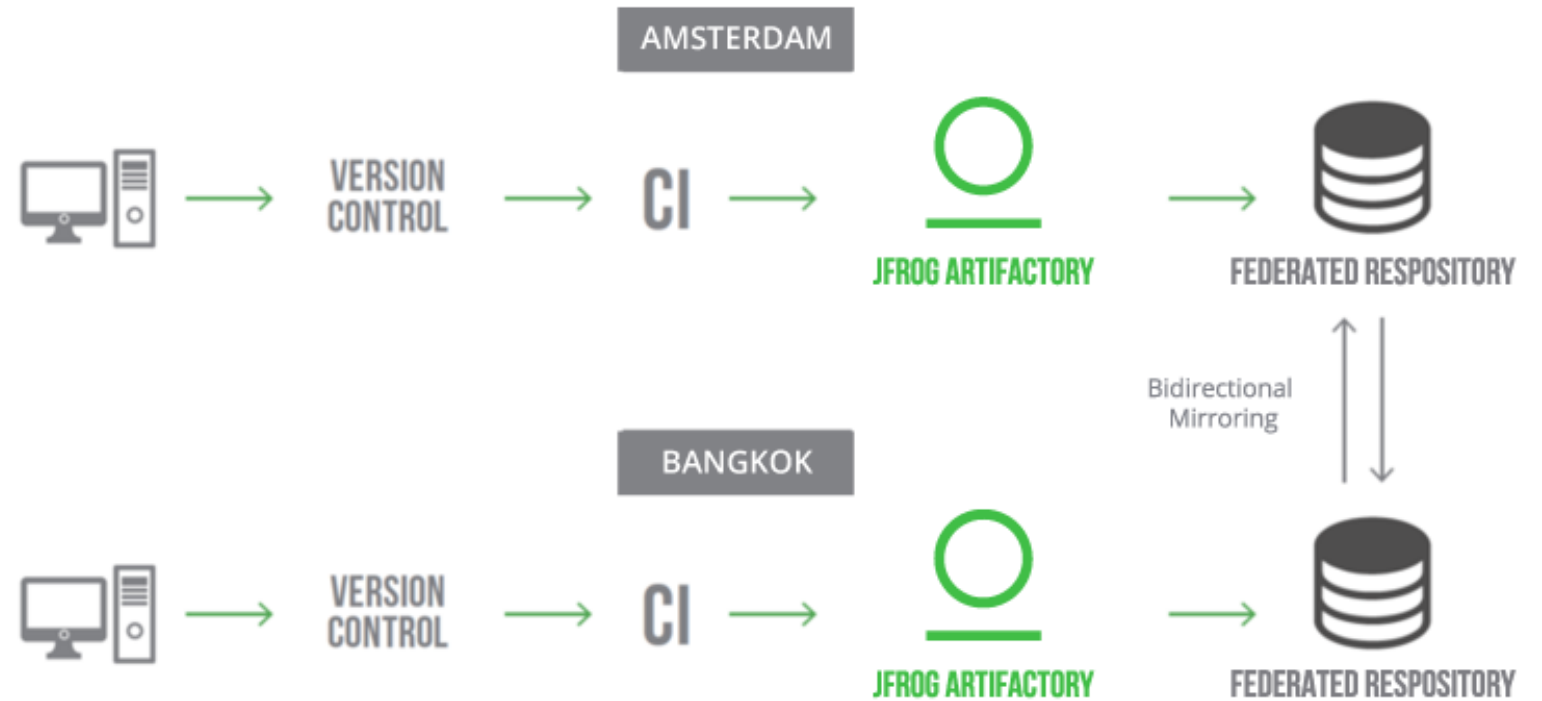 AMSTERDAM
VERSION
CONTROL
CI
JFROG ARTIFACTORY
FEDERATED RESPOSITORY
Bidirectional
Mirroring
BANGKOK
VERSION
CONTROL
CI
JFROG ARTIFACTORY
FEDERATED RESPOSITORY